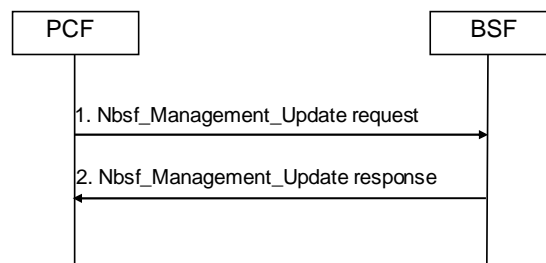 PCF
BSF
1. Nbsf_Management_Update request
2. Nbsf_Management_Update response